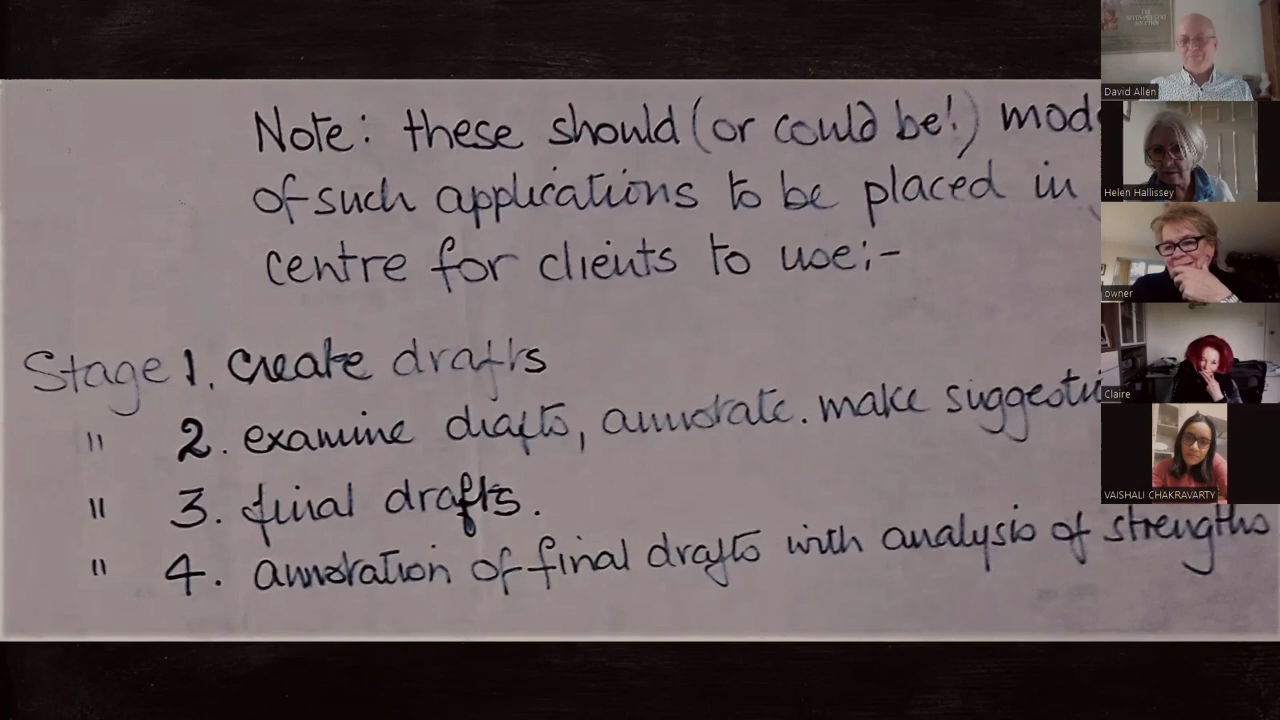 Note: these should (or could be!) mod
of such applications to be placed in
centre for clients to use:-
Stage 1. create drafts
" 2. examine drafts, annotate. make suggesti
" 3. final drafts.
" 4. annotation of final drafts with analysis of strengths
David Allen
Helen Hallissey
owner
Claire
VAISHALI CHAKRAVARTY